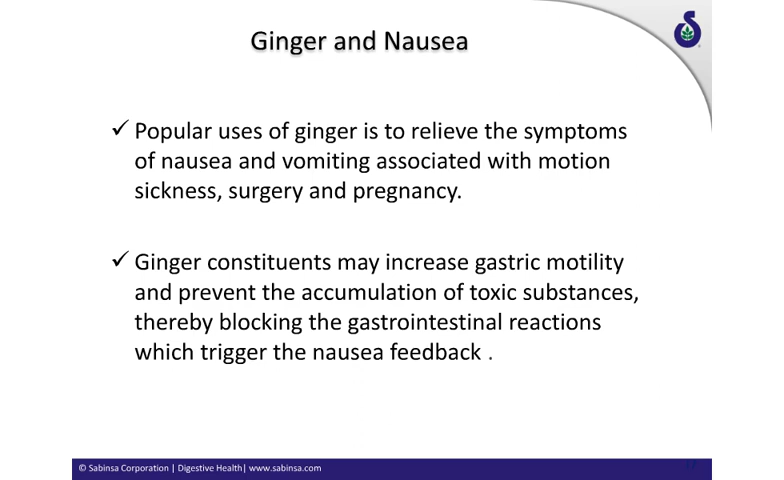 Ginger and Nausea
✓ Popular uses of ginger is to relieve the symptoms
of nausea and vomiting associated with motion
sickness, surgery and pregnancy.
✓ Ginger constituents may increase gastric motility
and prevent the accumulation of toxic substances,
thereby blocking the gastrointestinal reactions
which trigger the nausea feedback .
© Sabinsa Corporation | Digestive Health| www.sabinsa.com